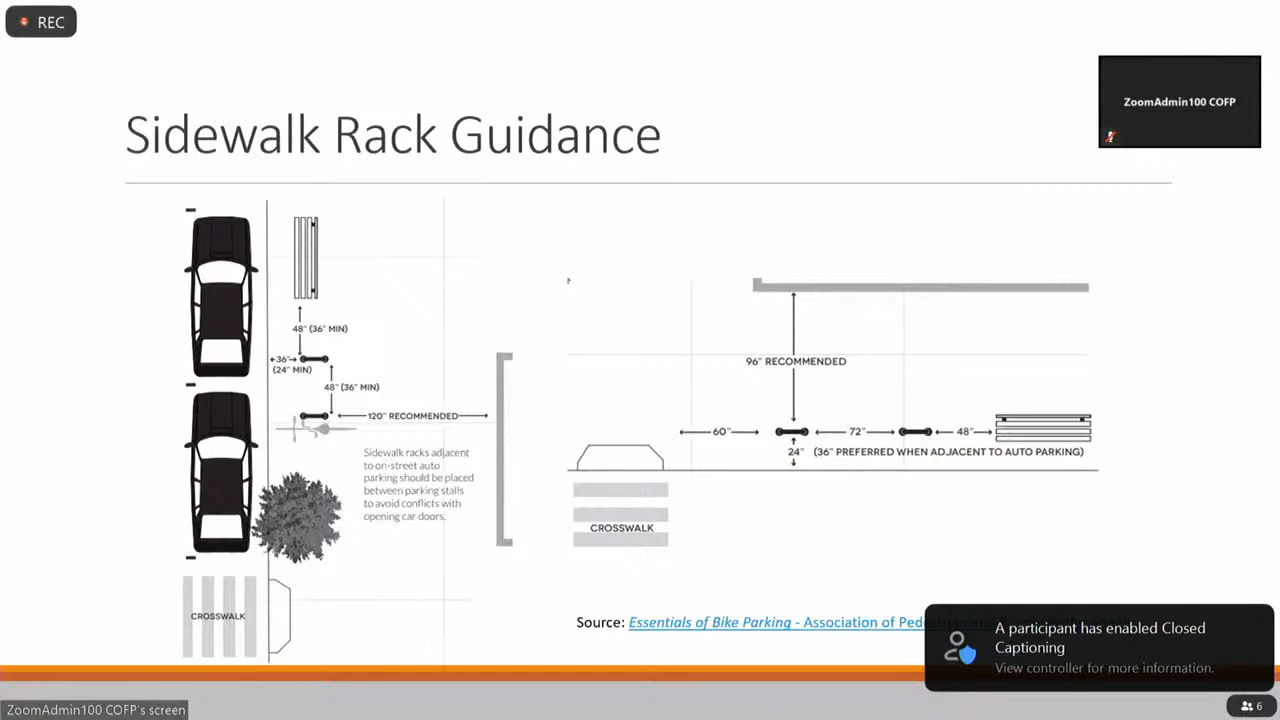 REC
ZoomAdmin100 COFP
Sidewalk Rack Guidance
48" (36" MIN)
36"
(24" MIN)
48" (36" MIN)
120" RECOMMENDED
Sidewalk racks adjacent
to on-street auto
parking should be placed
between parking stalls
to avoid conflicts with
opening car doors.
CROSSWALK
96" RECOMMENDED
60"
72"
48"
24" (36" PREFERRED WHEN ADJACENT TO AUTO PARKING)
CROSSWALK
Source: Essentials of Bike Parking - Association of
A participant has enabled Closed
Captioning
View controller for more information.
ZoomAdmin100 COFP's screen
6